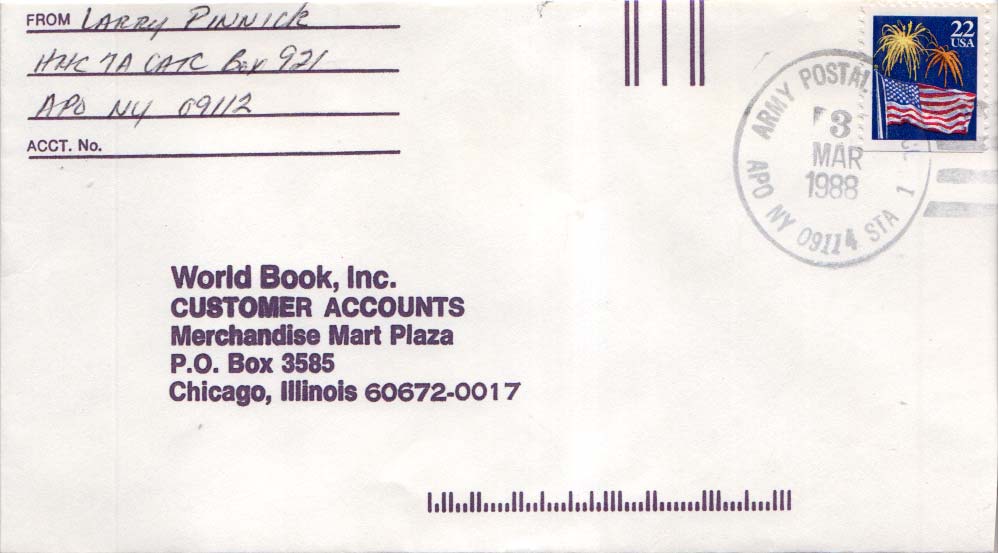 FROM LARRY PINNICK
HHC 7A CATC Box 921
APO NY 09112
ACCT. No.
22
USA
ARMY POSTAL
3
MAR
1988
APO NY 09114 STA 1
World Book, Inc.
CUSTOMER ACCOUNTS
Merchandise Mart Plaza
P.O. Box 3585
Chicago, Illinois 60672-0017